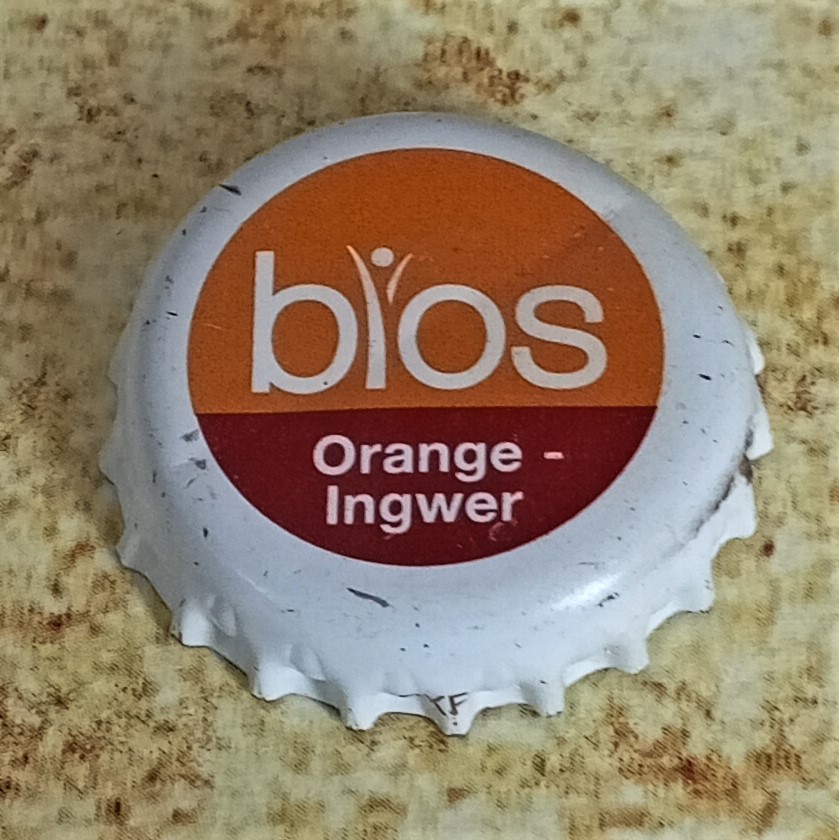 bios
Orange -
Ingwer